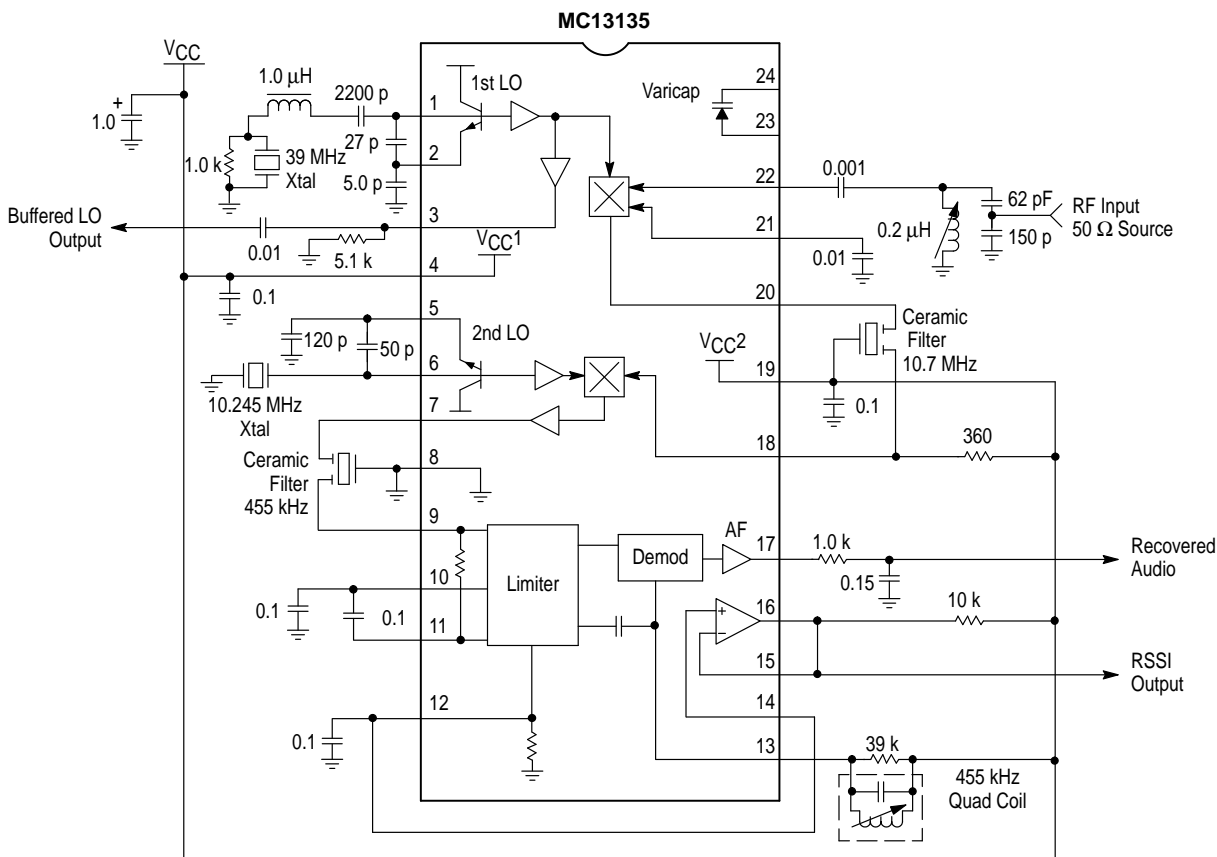 MC13135
VCC
1.0 µH
2200 p
1
1st LO
24
Varicap
23
+
1.0
27 p
2
1.0 k
39 MHz
Xtal
5.0 p
22
0.001
62 pF
RF Input
50 Ω Source
Buffered LO
Output
3
0.01
5.1 k
VCC1
21
0.2 µH
150 p
0.01
4
0.1
20
Ceramic
Filter
10.7 MHz
5
2nd LO
120 p
50 p
VCC2
6
19
10.245 MHz
Xtal
7
0.1
Ceramic
Filter
455 kHz
8
18
360
9
AF
17
1.0 k
Recovered
Audio
Demod
10
Limiter
0.15
0.1
0.1
16
10 k
+
–
11
15
RSSI
Output
12
14
0.1
13
39 k
455 kHz
Quad Coil